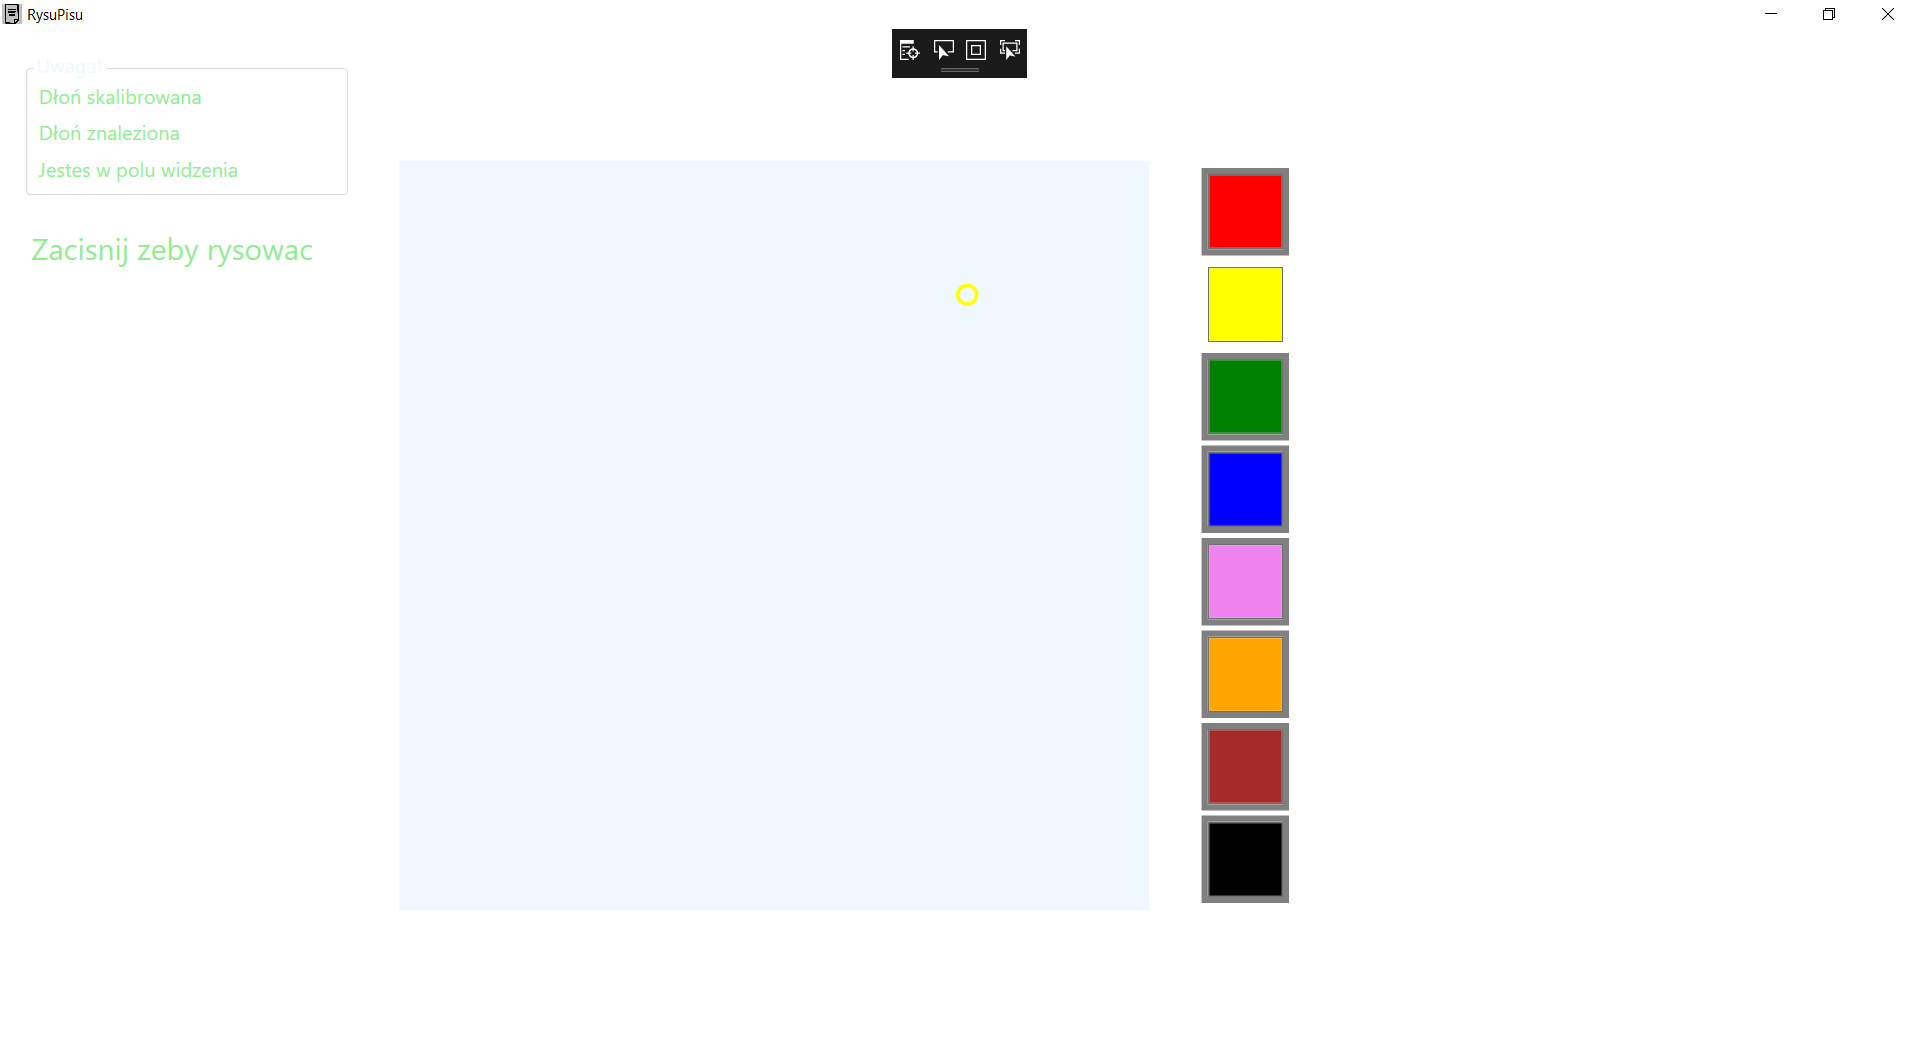 RysuPisu
Uwaga!
Dłoń skalibrowana
Dłoń znaleziona
Jestes w polu widzenia
Zacisnij zeby rysowac